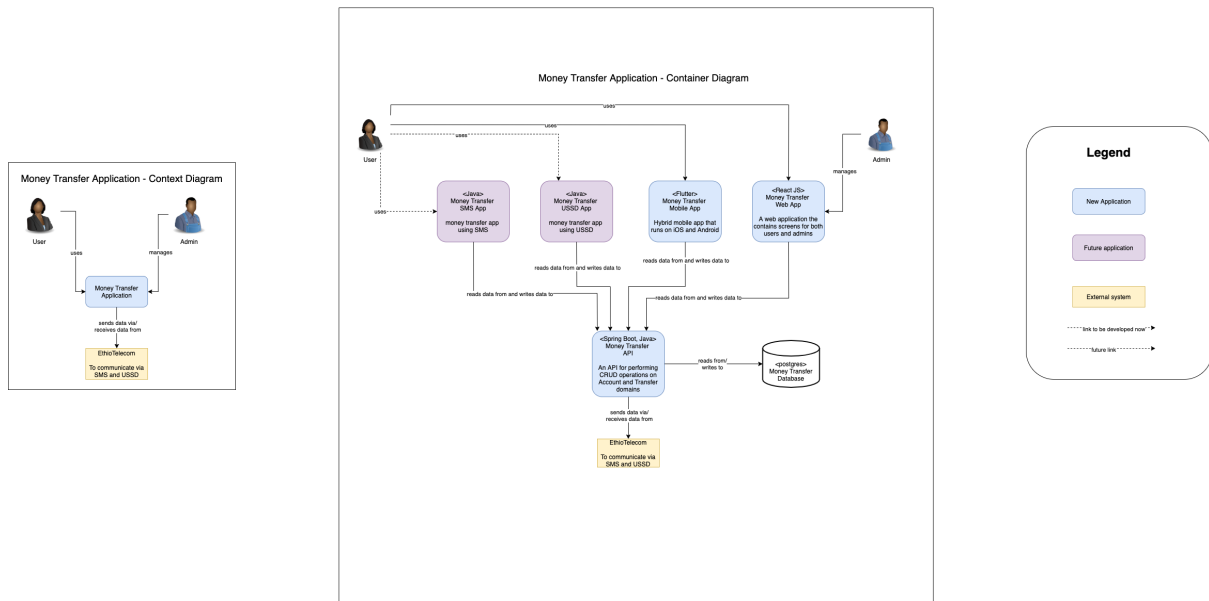 Money Transfer Application - Context Diagram
User
Admin
uses
manages
Money Transfer
Application
sends data via/
receives data from
EthioTelecom
To communicate via
SMS and USSD
Money Transfer Application - Container Diagram
uses
uses
uses
uses
User
Admin
manages
<Java>
Money Transfer
SMS App
money transfer app
using SMS
<Java>
Money Transfer
USSD App
money transfer app
using USSD
<Flutter>
Money Transfer
Mobile App
Hybrid mobile app that
runs on iOS and Android
<React JS>
Money Transfer
Web App
A web application the
contains screens for both
users and admins
reads data from and writes data to
reads data from and writes data to
reads data from and writes data to
reads data from and writes data to
<Spring Boot, Java>
Money Transfer
API
An API for performing
CRUD operations on
Account and Transfer
domains
reads from/
writes to
<postgres>
Money Transfer
Database
sends data via/
receives data from
EthioTelecom
To communicate via
SMS and USSD
Legend
New Application
Future application
External system
link to be developed now
future link